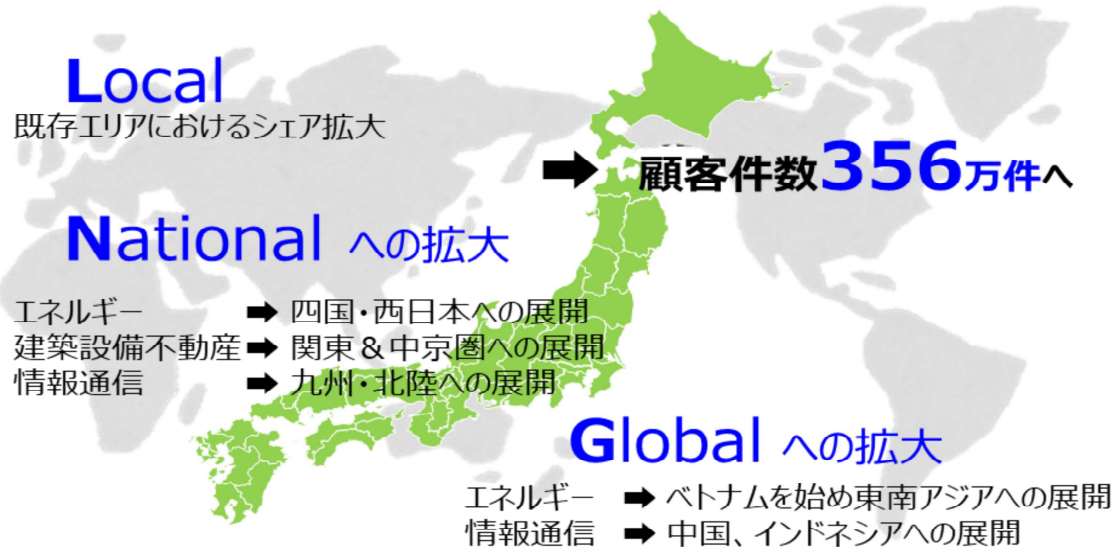 Local
既存エリアにおけるシェア拡大
➡ 顧客件数356万件へ
National への拡大
エネルギー ➡ 四国・西日本への展開
建築設備不動産 ➡ 関東&中京圏への展開
情報通信 ➡ 九州・北陸への展開
Global への拡大
エネルギー ➡ ベトナムを始め東南アジアへの展開
情報通信 ➡ 中国、インドネシアへの展開